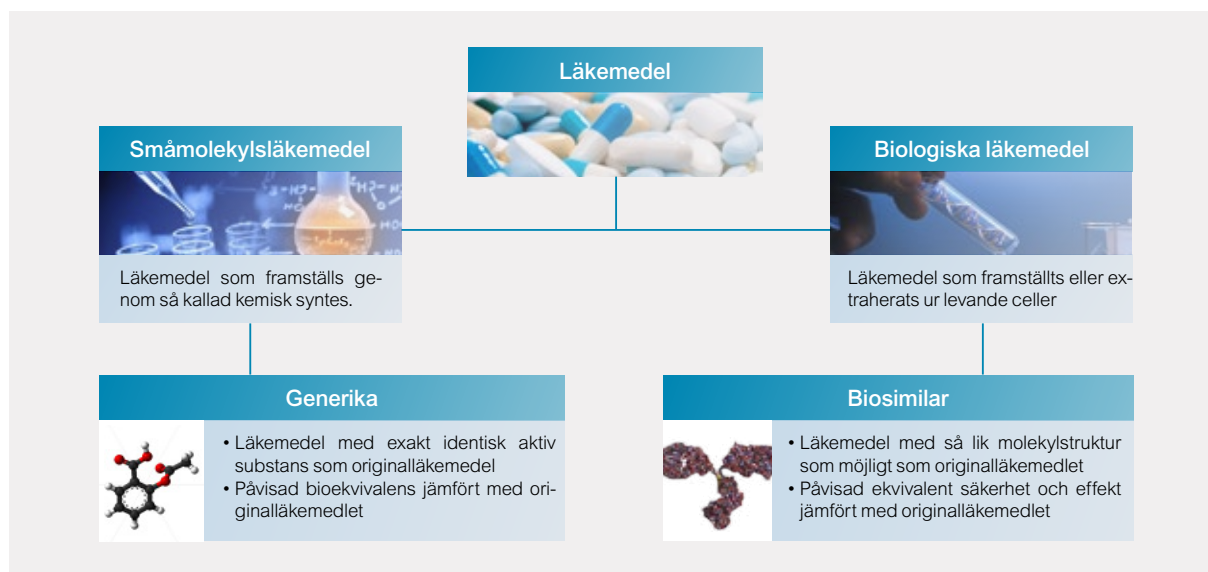 Läkemedel
Småmolekylsläkemedel
Läkemedel som framställs ge-
nom så kallad kemisk syntes.
Biologiska läkemedel
Läkemedel som framställts eller ex-
traherats ur levande celler
Generika
• Läkemedel med exakt identisk aktiv
substans som originalläkemedel
• Påvisad bioekvivalens jämfört med ori-
ginalläkemedlet
Biosimilar
• Läkemedel med så lik molekylstruktur
som möjligt som originalläkemedlet
• Påvisad ekvivalent säkerhet och effekt
jämfört med originalläkemedlet